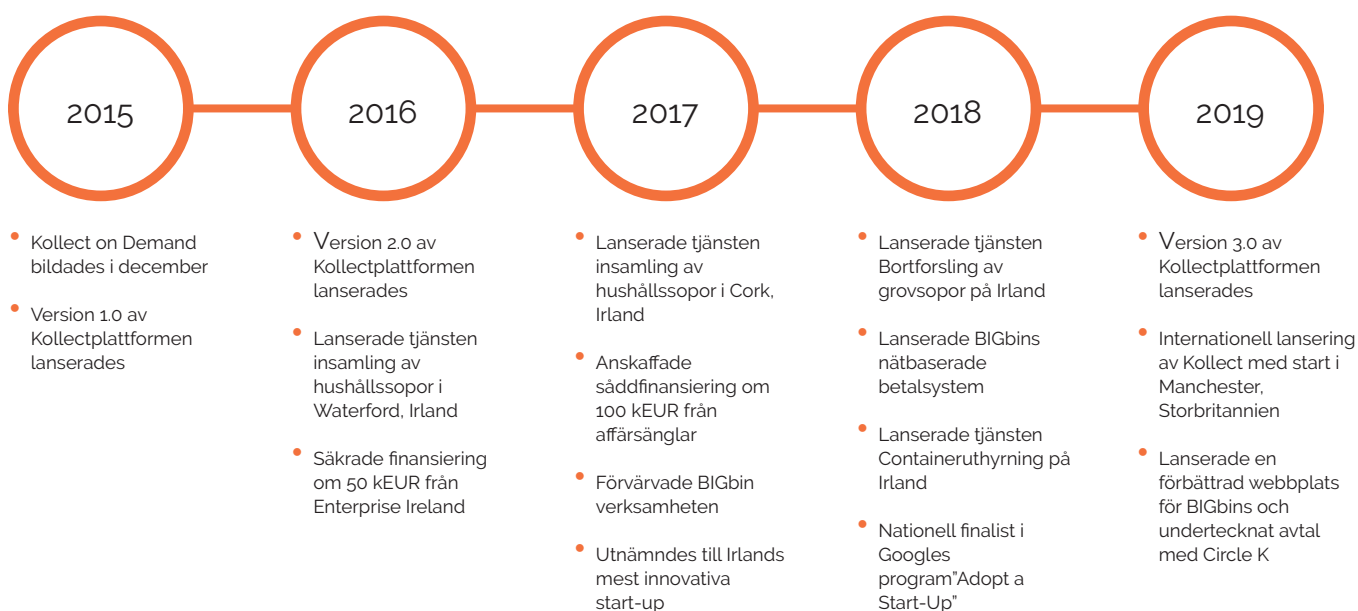 2015
2016
2017
2018
2019
• Kollect on Demand
bildades i december
• Version 1.0 av
Kollectplattformen
lanserades
• Version 2.0 av
Kollectplattformen
lanserades
• Lanserade tjänsten
insamling av
hushållssopor i
Waterford, Irland
• Säkrade finansiering
om 50 kEUR från
Enterprise Ireland
• Lanserade tjänsten
insamling av
hushållssopor i Cork,
Irland
• Anskaffade
såddfinansiering om
100 kEUR från
affärsänglar
• Förvärvade BIGbin
verksamheten
• Utnämndes till Irlands
mest innovativa
start-up
• Lanserade tjänsten
Bortforsling av
grovsopor på Irland
• Lanserade BIGbins
nätbaserade
betalsystem
• Lanserade tjänsten
Containeruthyrning på
Irland
• Nationell finalist i
Googles
program”Adopt a
Start-Up”
• Version 3.0 av
Kollectplattformen
lanserades
• Internationell lansering
av Kollect med start i
Manchester,
Storbritannien
• Lanserade en
förbättrad webbplats
för BIGbins och
undertecknat avtal
med Circle K